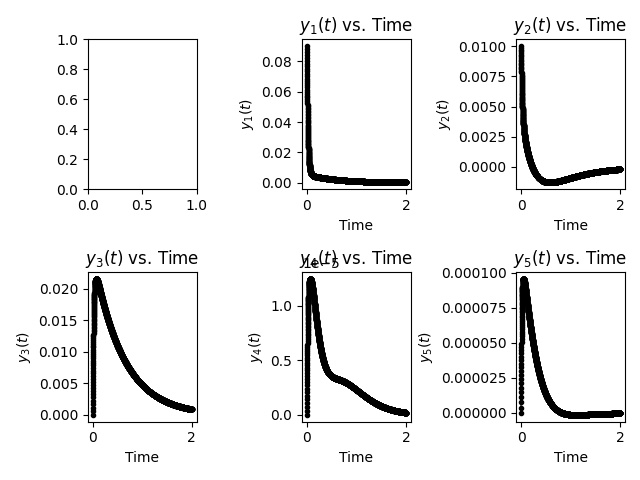 y₁(t) vs. Time
y₂(t) vs. Time
1.0
0.8
0.6
0.4
0.2
0.0
0.0 0.5 1.0
y₁(t)
0.08
0.06
0.04
0.02
0.00
0 2
Time
y₂(t)
0.0100
0.0075
0.0050
0.0025
0.0000
0 2
Time
y₃(t) vs. Time
y₄(t) vs. Time
y₅(t) vs. Time
y₃(t)
0.020
0.015
0.010
0.005
0.000
0 2
Time
1e−5
y₄(t)
1.0
0.5
0.0
0 2
Time
y₅(t)
0.000100
0.000075
0.000050
0.000025
0.000000
0 2
Time